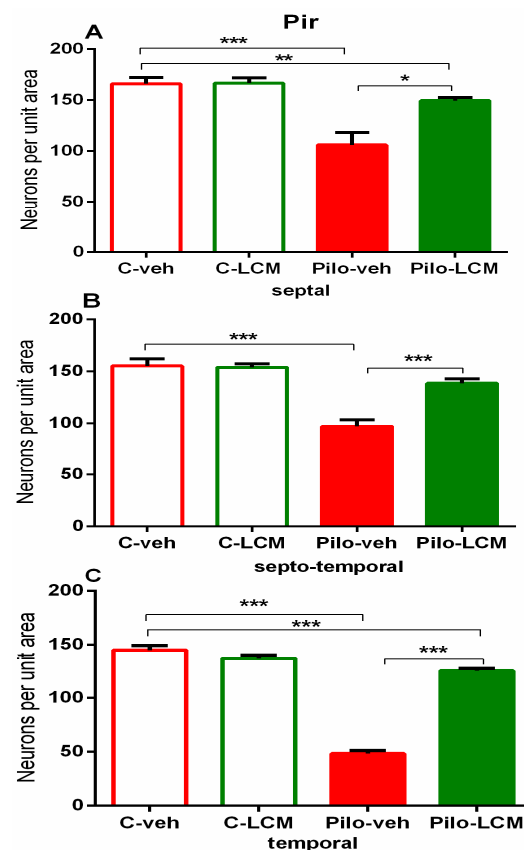 Pir
A
***
**
*
Neurons per unit area
200
150
100
50
0
C-veh C-LCM Pilo-veh Pilo-LCM
septal
B
***
***
Neurons per unit area
200
150
100
50
0
C-veh C-LCM Pilo-veh Pilo-LCM
septo-temporal
C
***
***
***
Neurons per unit area
200
150
100
50
0
C-veh C-LCM Pilo-veh Pilo-LCM
temporal